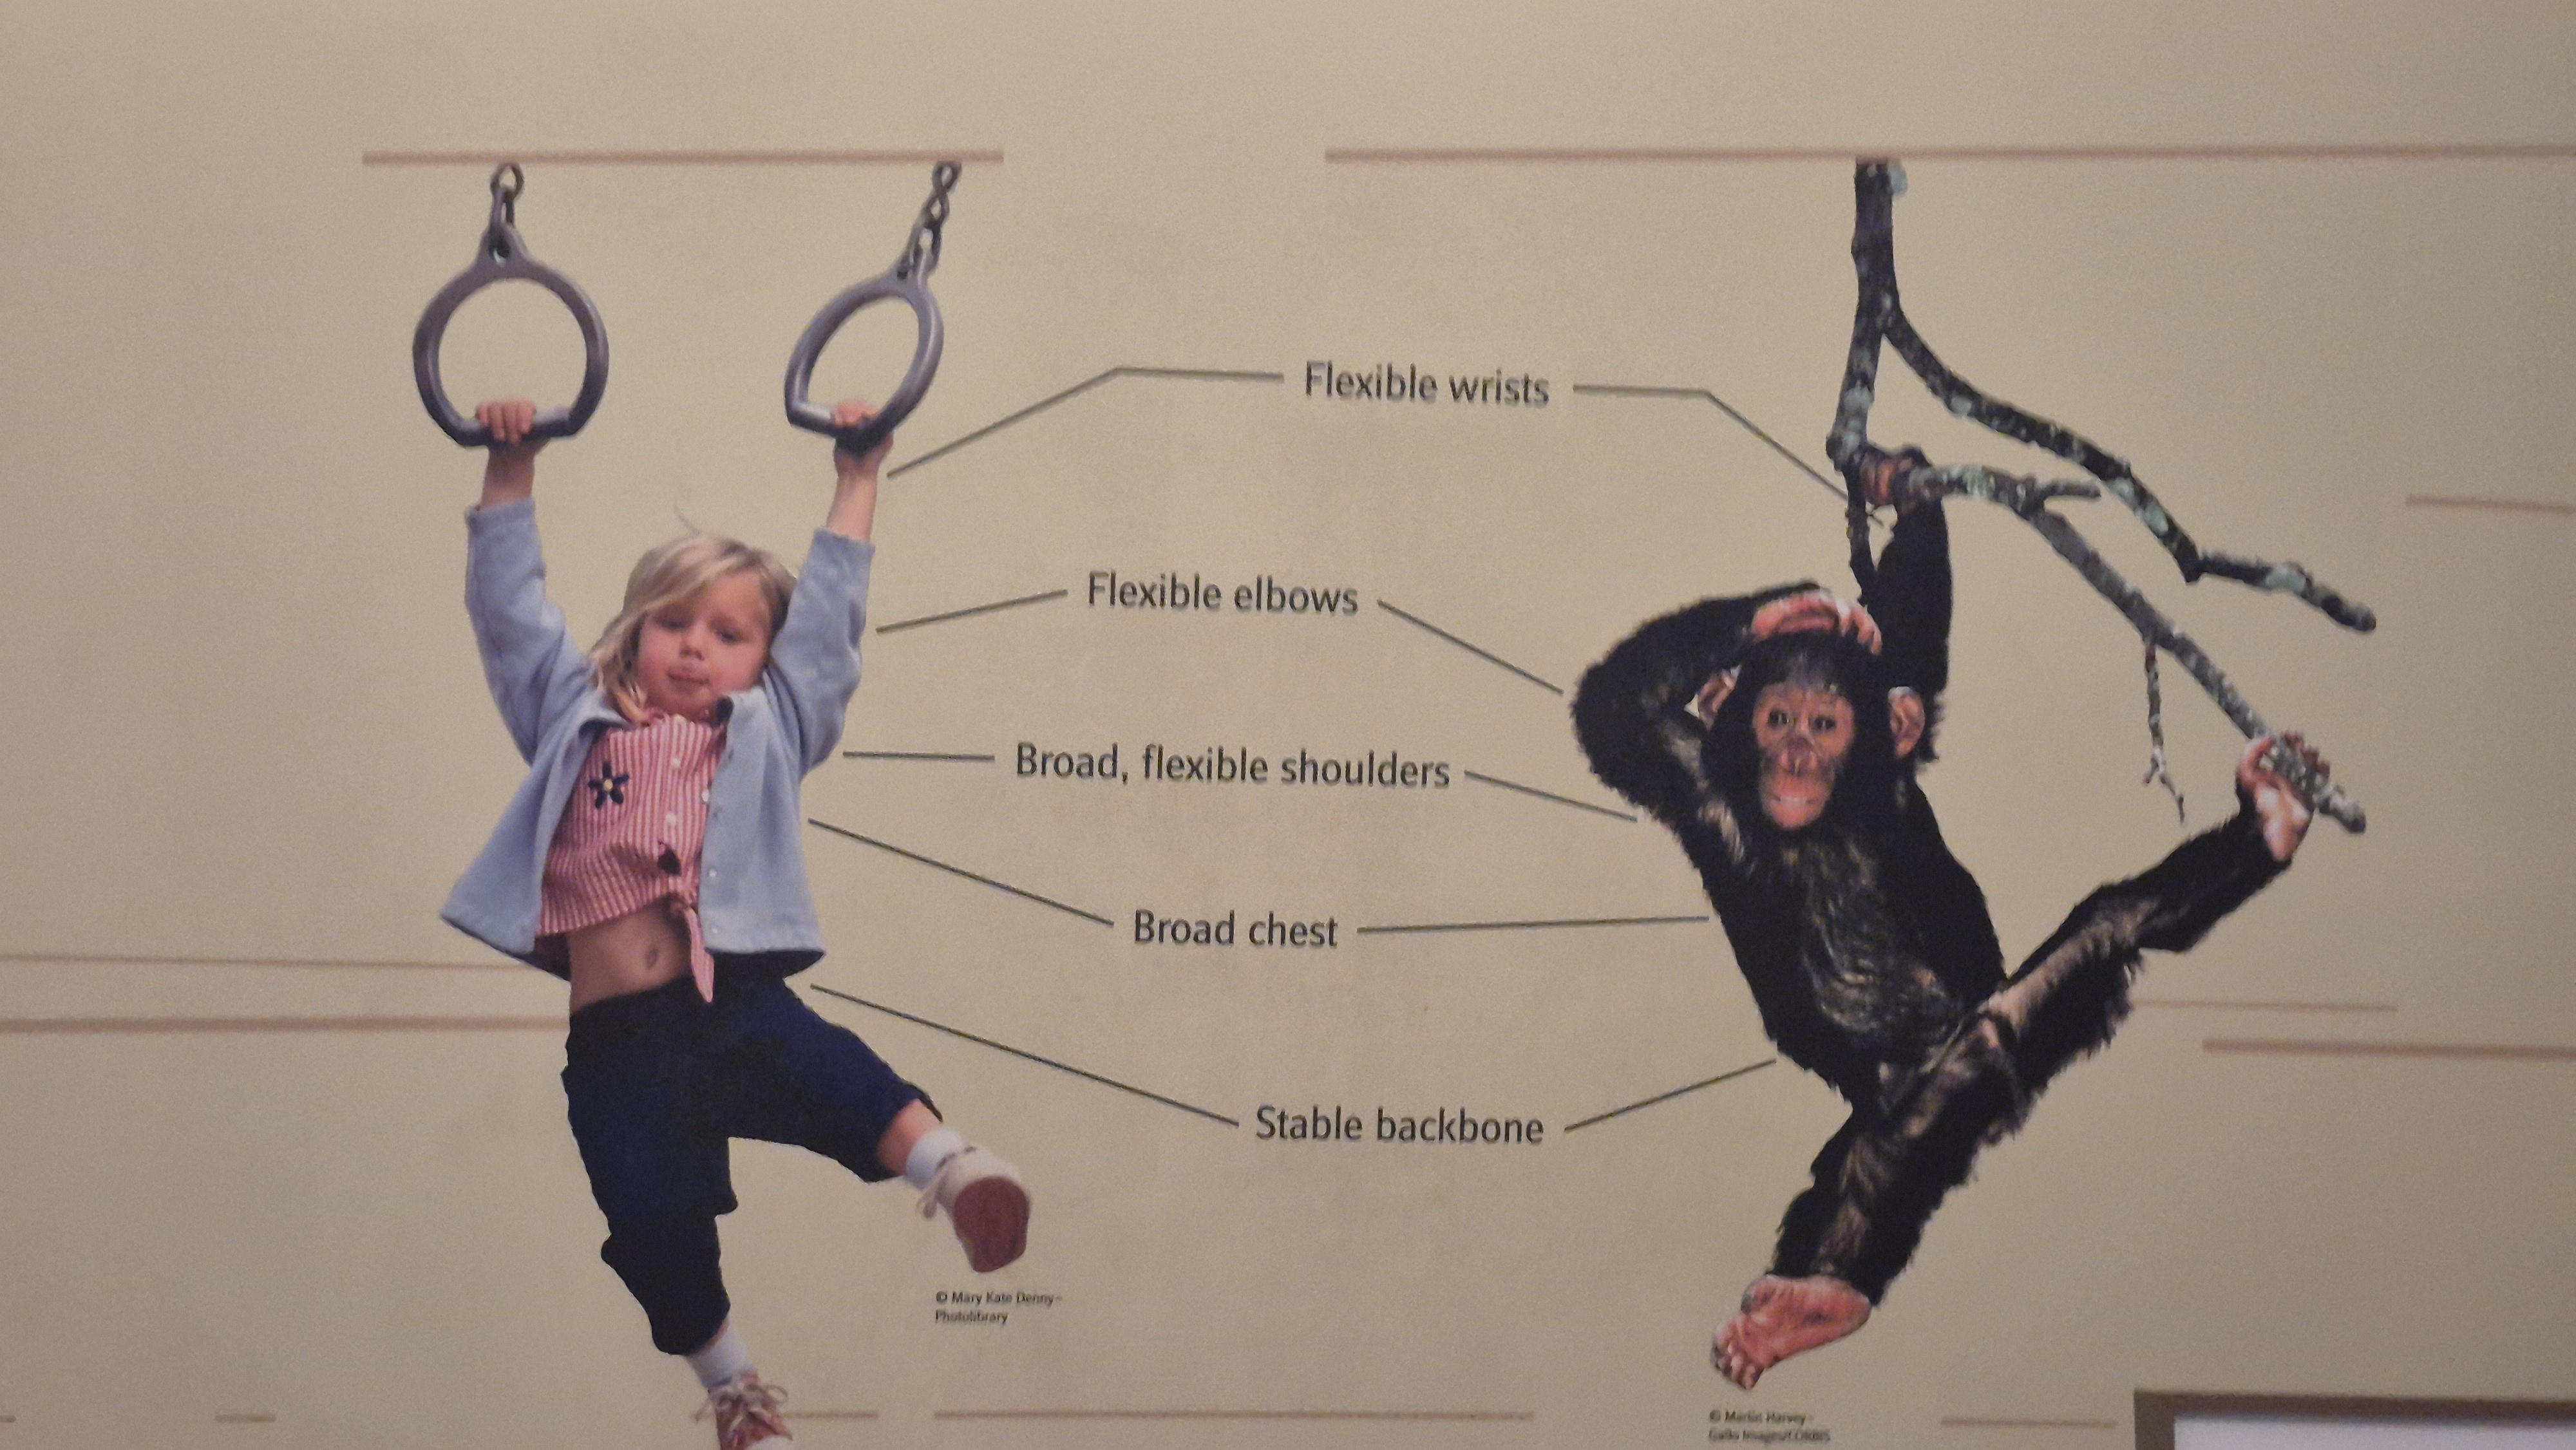 Flexible wrists
Flexible elbows
Broad, flexible shoulders
Broad chest
Stable backbone
© Mary Kate Denny–
Photolibrary
© Martin Harvey–
Gallo Images/CORBIS